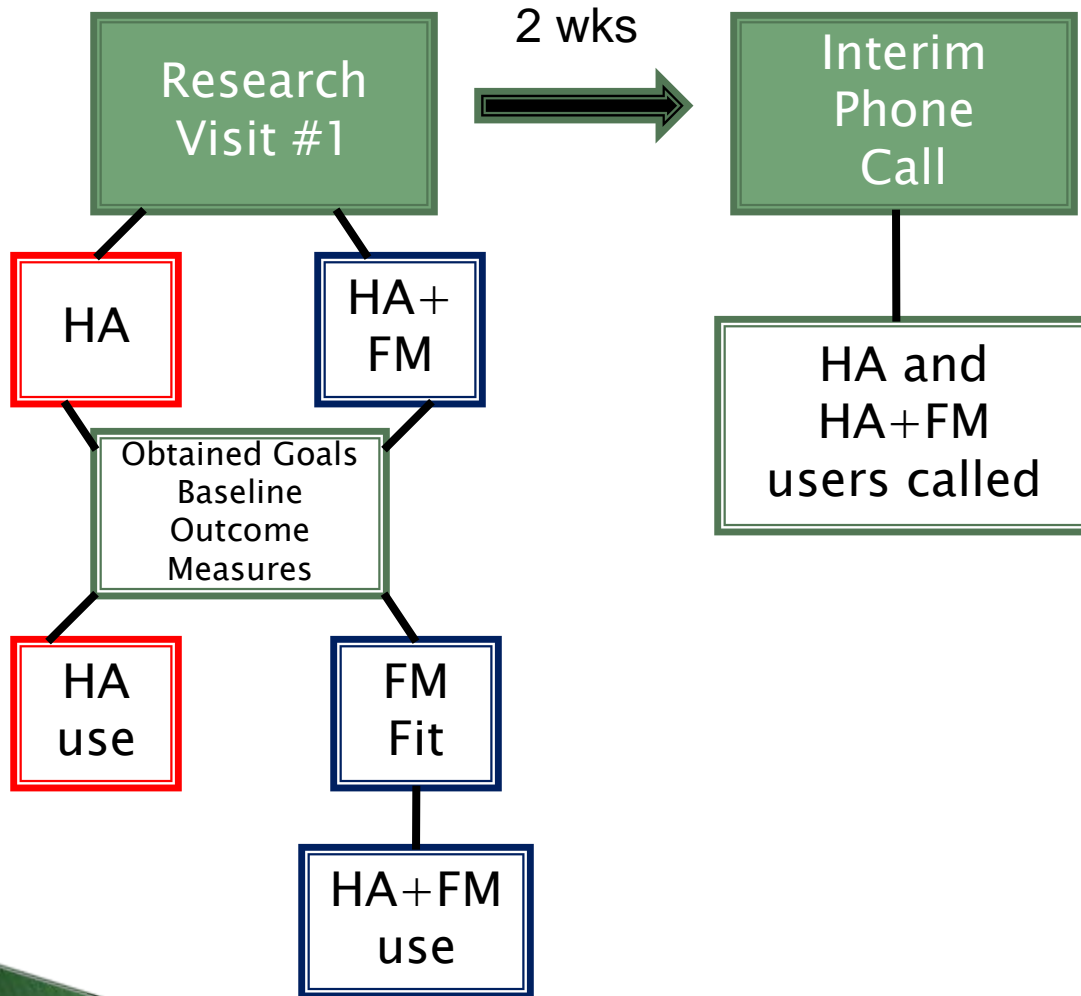 Research
Visit #1
2 wks
Interim
Phone
Call
HA
HA+
FM
Obtained Goals
Baseline
Outcome
Measures
HA and
HA+FM
users called
HA
use
FM
Fit
HA+FM
use